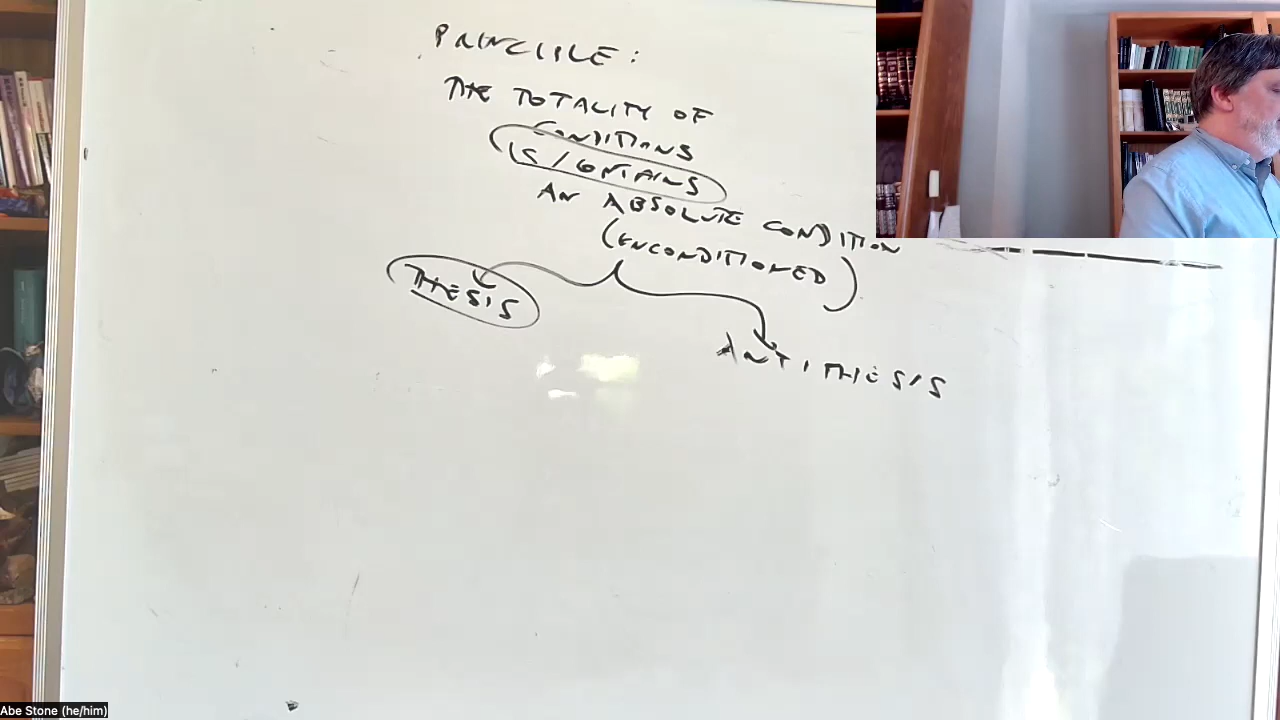 PRINCIPLE:
THE TOTALITY OF
CONDITIONS
IS/CONTAINS
AN ABSOLUTE CONDITION
(UNCONDITIONED)
THESIS
ANTITHESIS
Abe Stone (he/him)